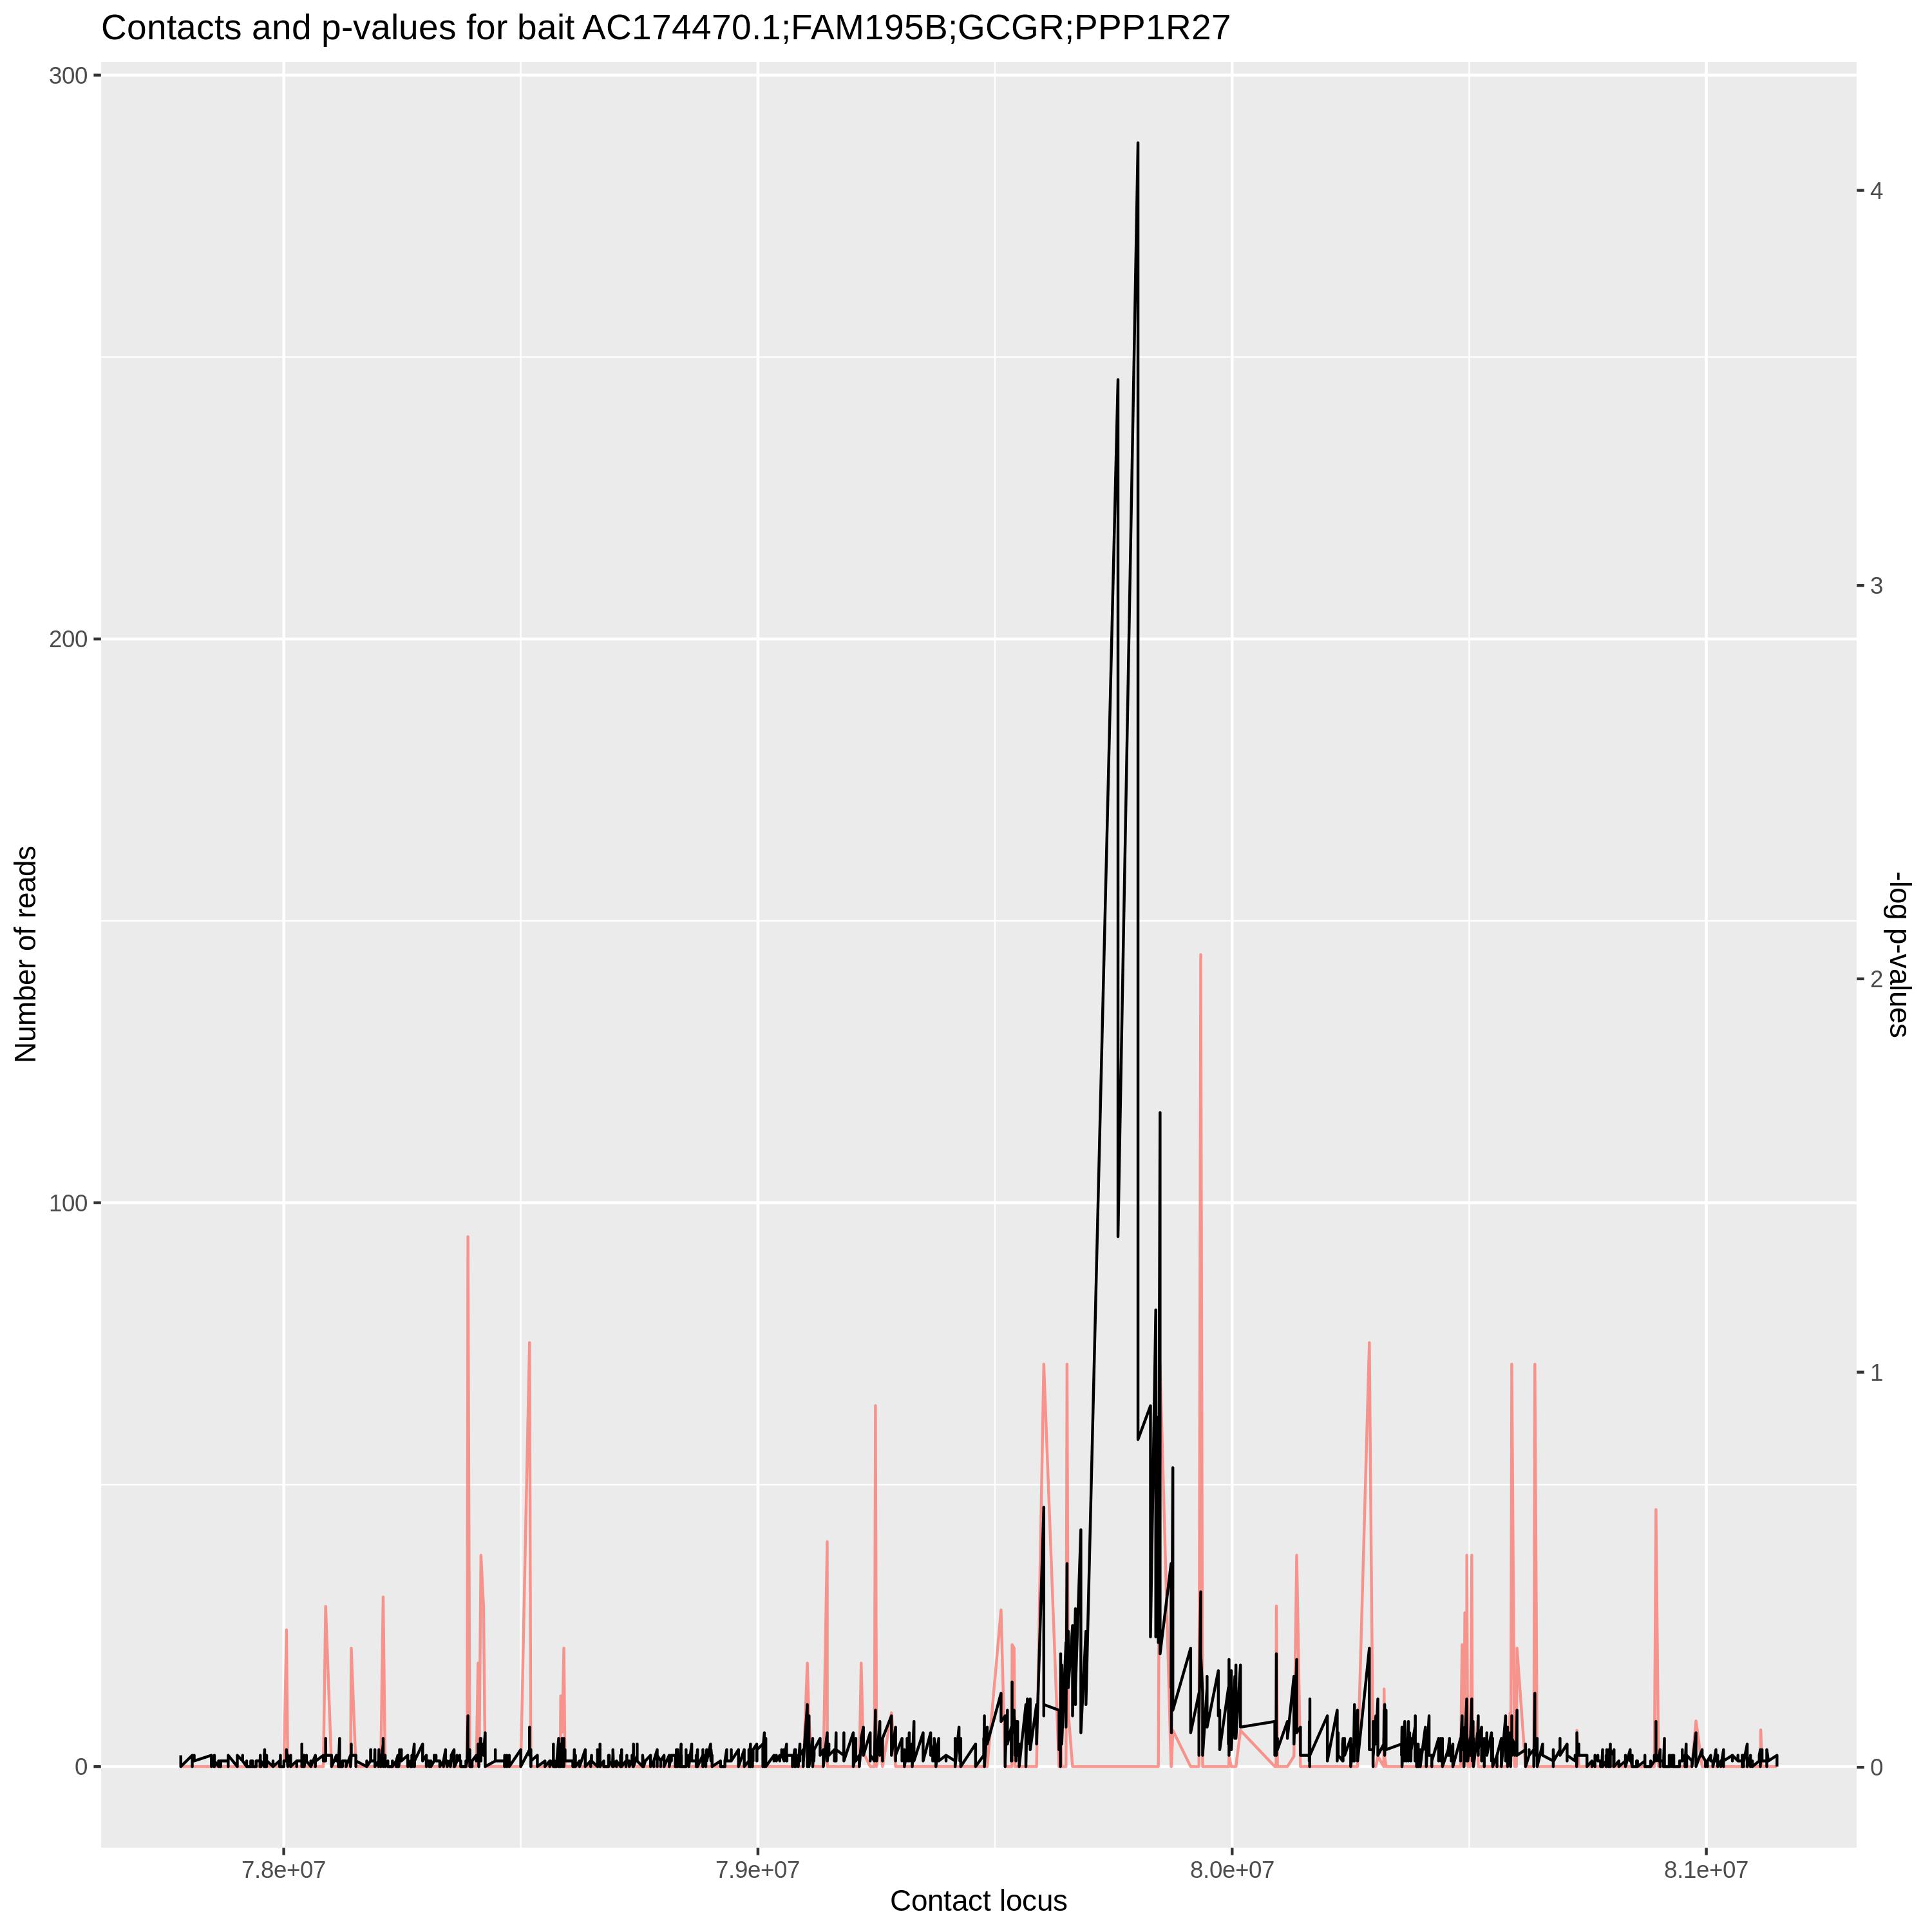 Contacts and p-values for bait AC174470.1;FAM195B;GCGR;PPP1R27
300
200
100
0
Number of reads
4
3
2
1
0
-log p-values
7.8e+07 7.9e+07 8.0e+07 8.1e+07
Contact locus